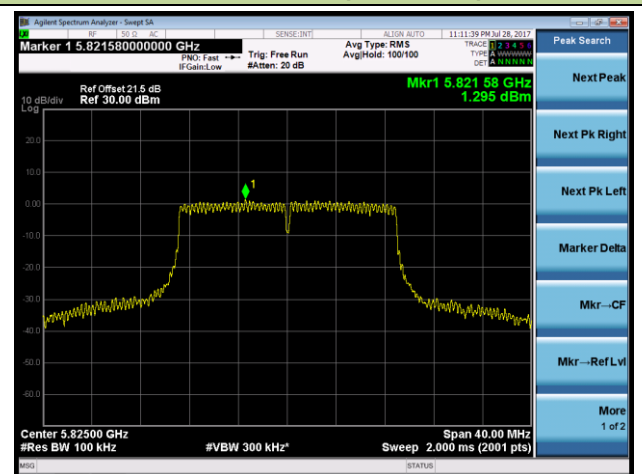 Agilent Spectrum Analyzer - Swept SA
RF 50 Ω AC SENSE:INT ALIGN AUTO 11:11:39 PM Jul 28, 2017
Marker 1 5.821580000000 GHz
PNO: Fast
IFGain:Low
Trig: Free Run
#Atten: 20 dB
Avg Type: RMS
Avg|Hold: 100/100
TRACE 1 2 3 4 5 6
TYPE A WWWWW
DET A N N N N N
Peak Search
Ref Offset 21.5 dB
10 dB/div Ref 30.00 dBm
Log
Mkr1 5.821 58 GHz
1.295 dBm
Next Peak
20.0
10.0
0.00
-10.0
-20.0
-30.0
-40.0
-50.0
-60.0
1
Next Pk Right
Next Pk Left
Marker Delta
Mkr→CF
Mkr→Ref Lvl
More
1 of 2
Center 5.82500 GHz Span 40.00 MHz
#Res BW 100 kHz #VBW 300 kHz* Sweep 2.000 ms (2001 pts)
MSG STATUS